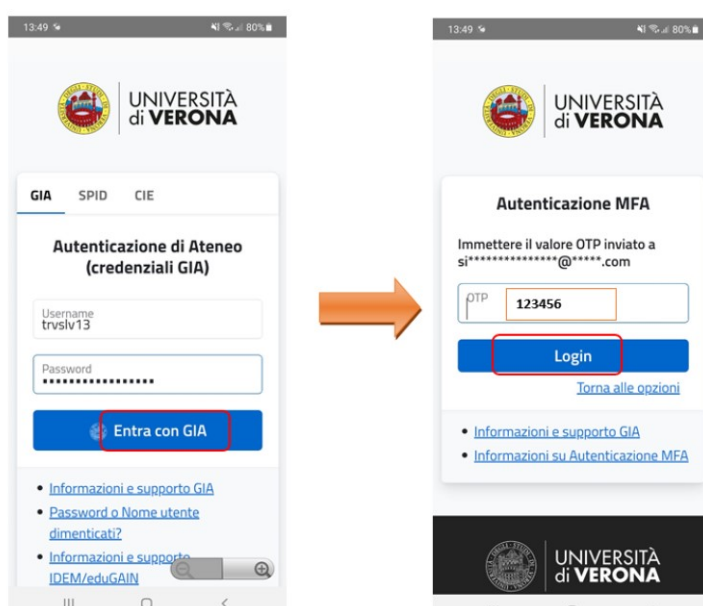 13:49
80%
UNIVERSITÀ
di VERONA
GIA SPID CIE
Autenticazione di Ateneo
(credenziali GIA)
Username
trvslv13
Password
•••••••••••••••••
Entra con GIA
Informazioni e supporto GIA
Password o Nome utente
dimenticati?
Informazioni e supporto
IDEM/eduGAIN
13:49
80%
UNIVERSITÀ
di VERONA
Autenticazione MFA
Immettere il valore OTP inviato a
si***************@*****.com
OTP
123456
Login
Torna alle opzioni
Informazioni e supporto GIA
Informazioni su Autenticazione MFA
UNIVERSITÀ
di VERONA